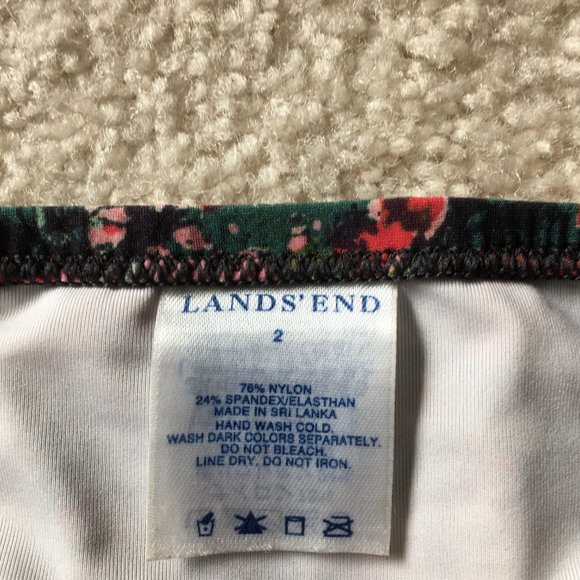 LANDS' END
2
76% NYLON
24% SPANDEX/ELASTHAN
MADE IN SRI LANKA
HAND WASH COLD.
WASH DARK COLORS SEPARATELY.
DO NOT BLEACH.
LINE DRY. DO NOT IRON.